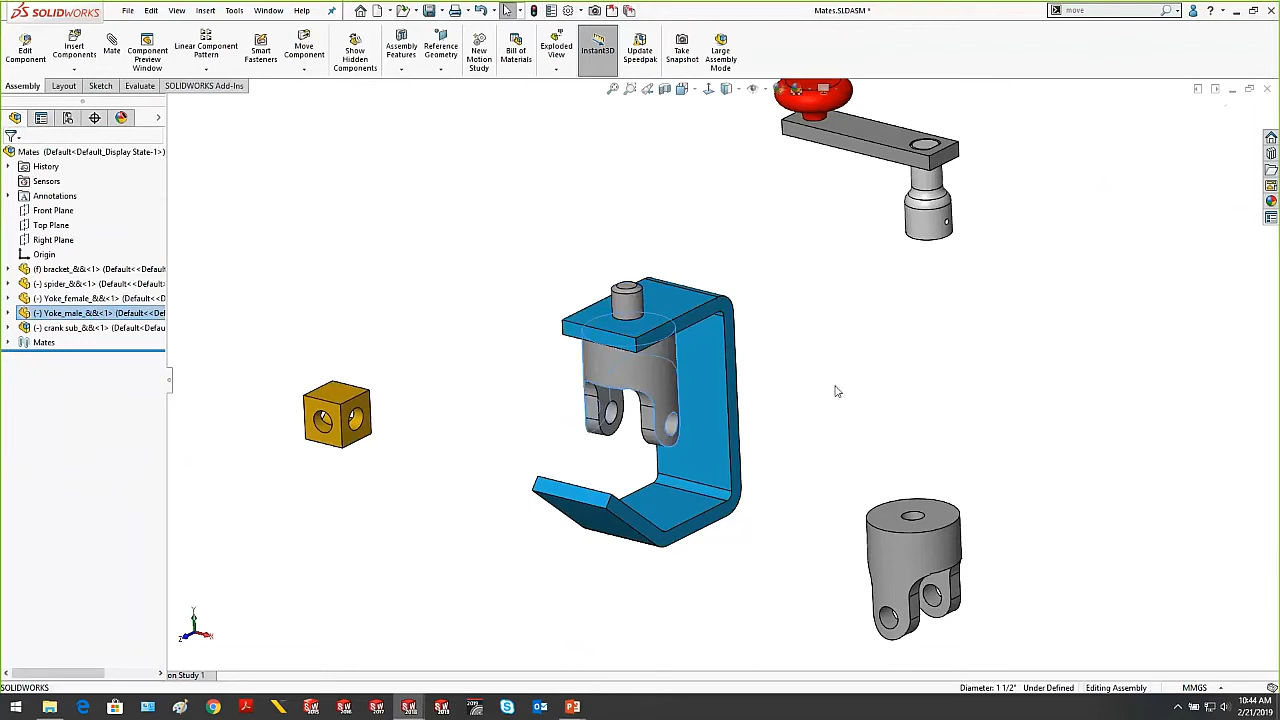 SOLIDWORKS
File Edit View Insert Tools Window Help
Mates.SLDASM *
move
Edit Component
Insert Components
Mate
Component Preview Window
Linear Component Pattern
Smart Fasteners
Move Component
Show Hidden Components
Assembly Features
Reference Geometry
New Motion Study
Bill of Materials
Exploded View
Instant3D
Update Speedpak
Take Snapshot
Large Assembly Mode
Assembly Layout Sketch Evaluate SOLIDWORKS Add-Ins
Mates (Default<Default_Display State-1>)
History
Sensors
Annotations
Front Plane
Top Plane
Right Plane
Origin
(f) bracket_&&<1> (Default<<Defaul
(-) spider_&&<1> (Default<<Default
(-) Yoke_female_&&<1> (Default<<D
(-) Yoke_male_&&<1> (Default<<Def
(-) crank sub_&&<1> (Default<Defau
Mates
Y
Z
X
on Study 1
SOLIDWORKS
Diameter: 1 1/2" Under Defined Editing Assembly MMGS
10:44 AM
2/21/2019